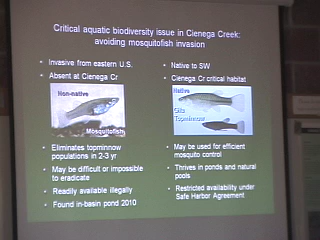 Critical aquatic biodiversity issue in Cienega Creek:
avoiding mosquitofish invasion
• Invasive from eastern U.S.
• Absent at Cienega Cr
Non-native
Mosquitofish
• Eliminates topminnow
populations in 2-3 yr
• May be difficult or impossible
to eradicate
• Readily available illegally
• Found in-basin pond 2010
• Native to SW
• Cienega Cr critical habitat
Native
Gila
Topminnow
• May be used for efficient
mosquito control
• Thrives in ponds and natural
pools
• Restricted availability under
Safe Harbor Agreement